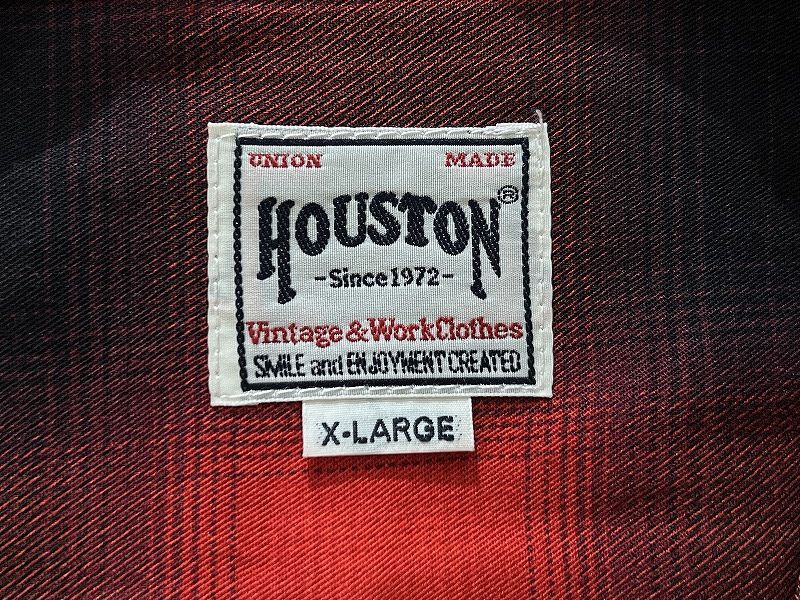 UNION MADE
HOUSTON®
-Since1972-
Vintage&WorkClothes
SMILE and ENJOYMENT CREATED
X-LARGE